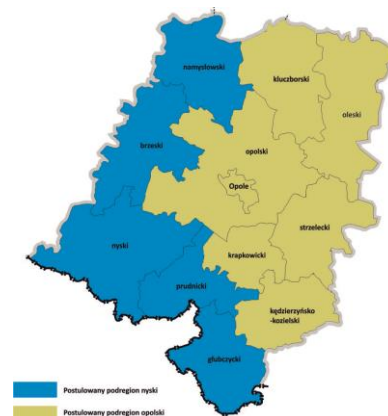 namysłowski
kluczborski
oleski
brzeski
opolski
Opole
strzelecki
nyski
krapkowicki
prudnicki
kędzierzyńsko
-kozielski
głubczycki
Postulowany podregion nyski
Postulowany podregion opolski